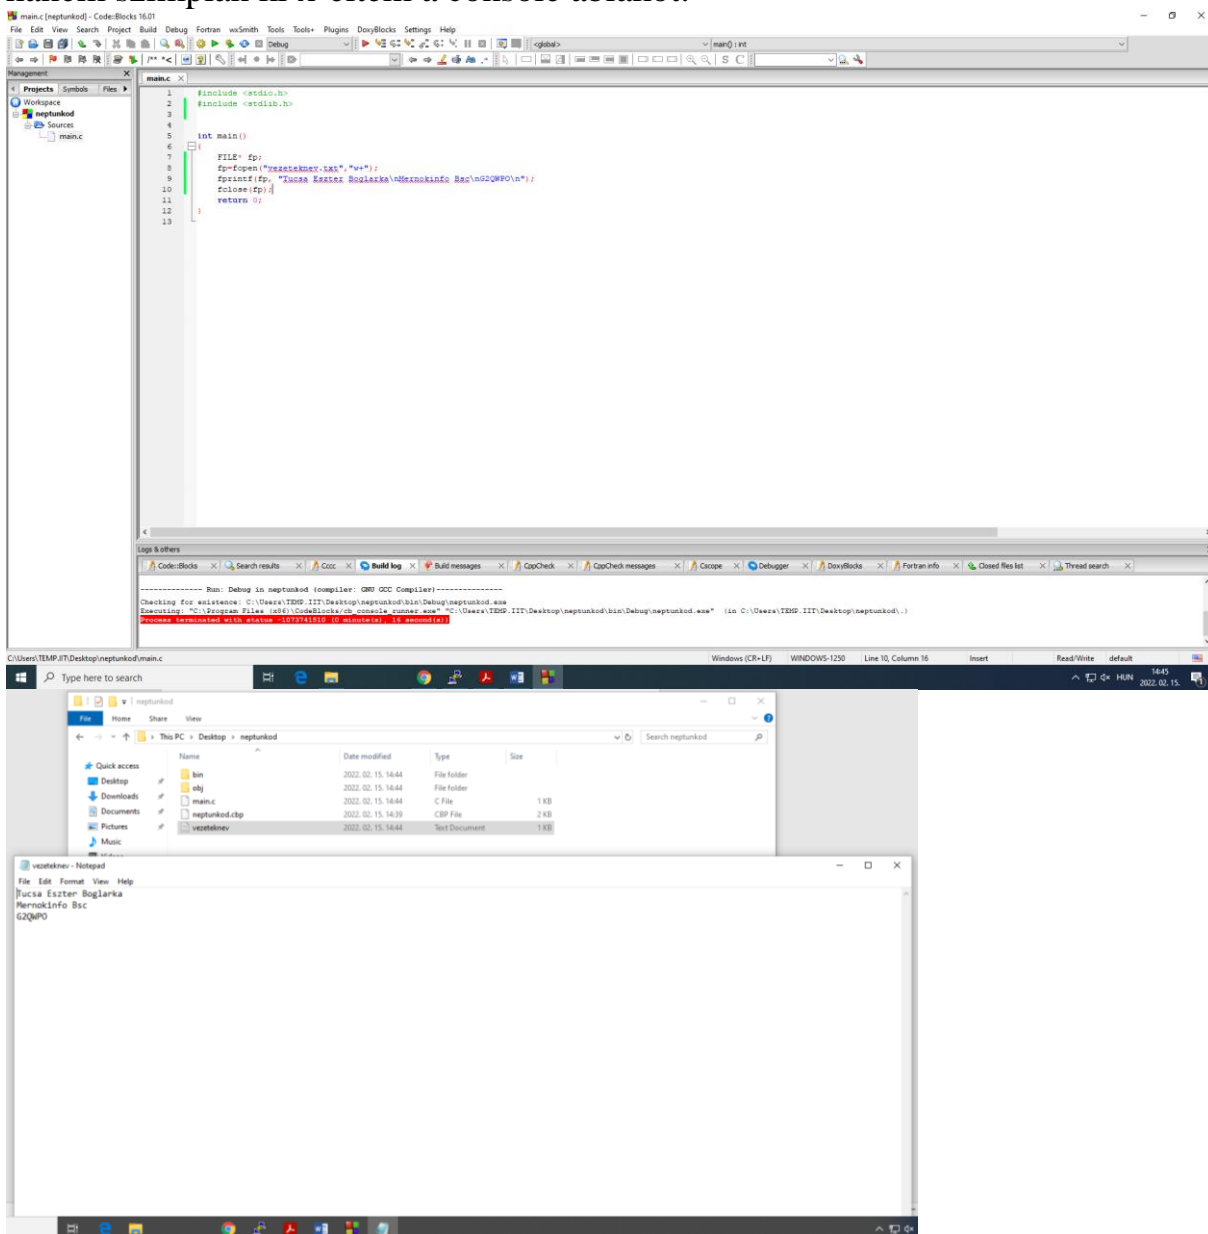 main.c [neptunkod] - Code::Blocks 16.01
File Edit View Search Project Build Debug Fortran wxSmith Tools Tools+ Plugins DoxyBlocks Settings Help
Debug <global> main() : int
S C
Management
main.c
Projects Symbols Files
Workspace
neptunkod
Sources
main.c
1 #include <stdio.h>
2 #include <stdlib.h>
3
4
5 int main()
6 {
7 FILE* fp;
8 fp=fopen("vezeteknev.txt","w+");
9 fprintf(fp, "Tucsa Eszter Boglarka\nMernokinfo Bsc\nG2QWPO\n");
10 fclose(fp);
11 return 0;
12 }
13
Logs & others
Code::Blocks Search results Cccc Build log Build messages CppCheck CppCheck messages Cscope Debugger DoxyBlocks Fortran info Closed files list Thread search
-------------- Run: Debug in neptunkod (compiler: GNU GCC Compiler)---------------
Checking for existence: C:\Users\TEMP.IIT\Desktop\neptunkod\bin\Debug\neptunkod.exe
Executing: "C:\Program Files (x86)\CodeBlocks/cb_console_runner.exe" "C:\Users\TEMP.IIT\Desktop\neptunkod\bin\Debug\neptunkod.exe" (in C:\Users\TEMP.IIT\Desktop\neptunkod\.)
Process terminated with status -1073741510 (0 minute(s), 16 second(s))
C:\Users\TEMP.IIT\Desktop\neptunkod\main.c Windows (CR+LF) WINDOWS-1250 Line 10, Column 16 Insert Read/Write default
Type here to search HUN 14:45
2022. 02. 15.
neptunkod
File Home Share View
This PC > Desktop > neptunkod Search neptunkod
Name Date modified Type Size
Quick access
Desktop
Downloads
Documents
Pictures
Music
bin 2022. 02. 15. 14:44 File folder
obj 2022. 02. 15. 14:44 File folder
main.c 2022. 02. 15. 14:44 C File 1 KB
neptunkod.cbp 2022. 02. 15. 14:39 CBP File 2 KB
vezeteknev 2022. 02. 15. 14:44 Text Document 1 KB
vezeteknev - Notepad
File Edit Format View Help
Tucsa Eszter Boglarka
Mernokinfo Bsc
G2QWPO